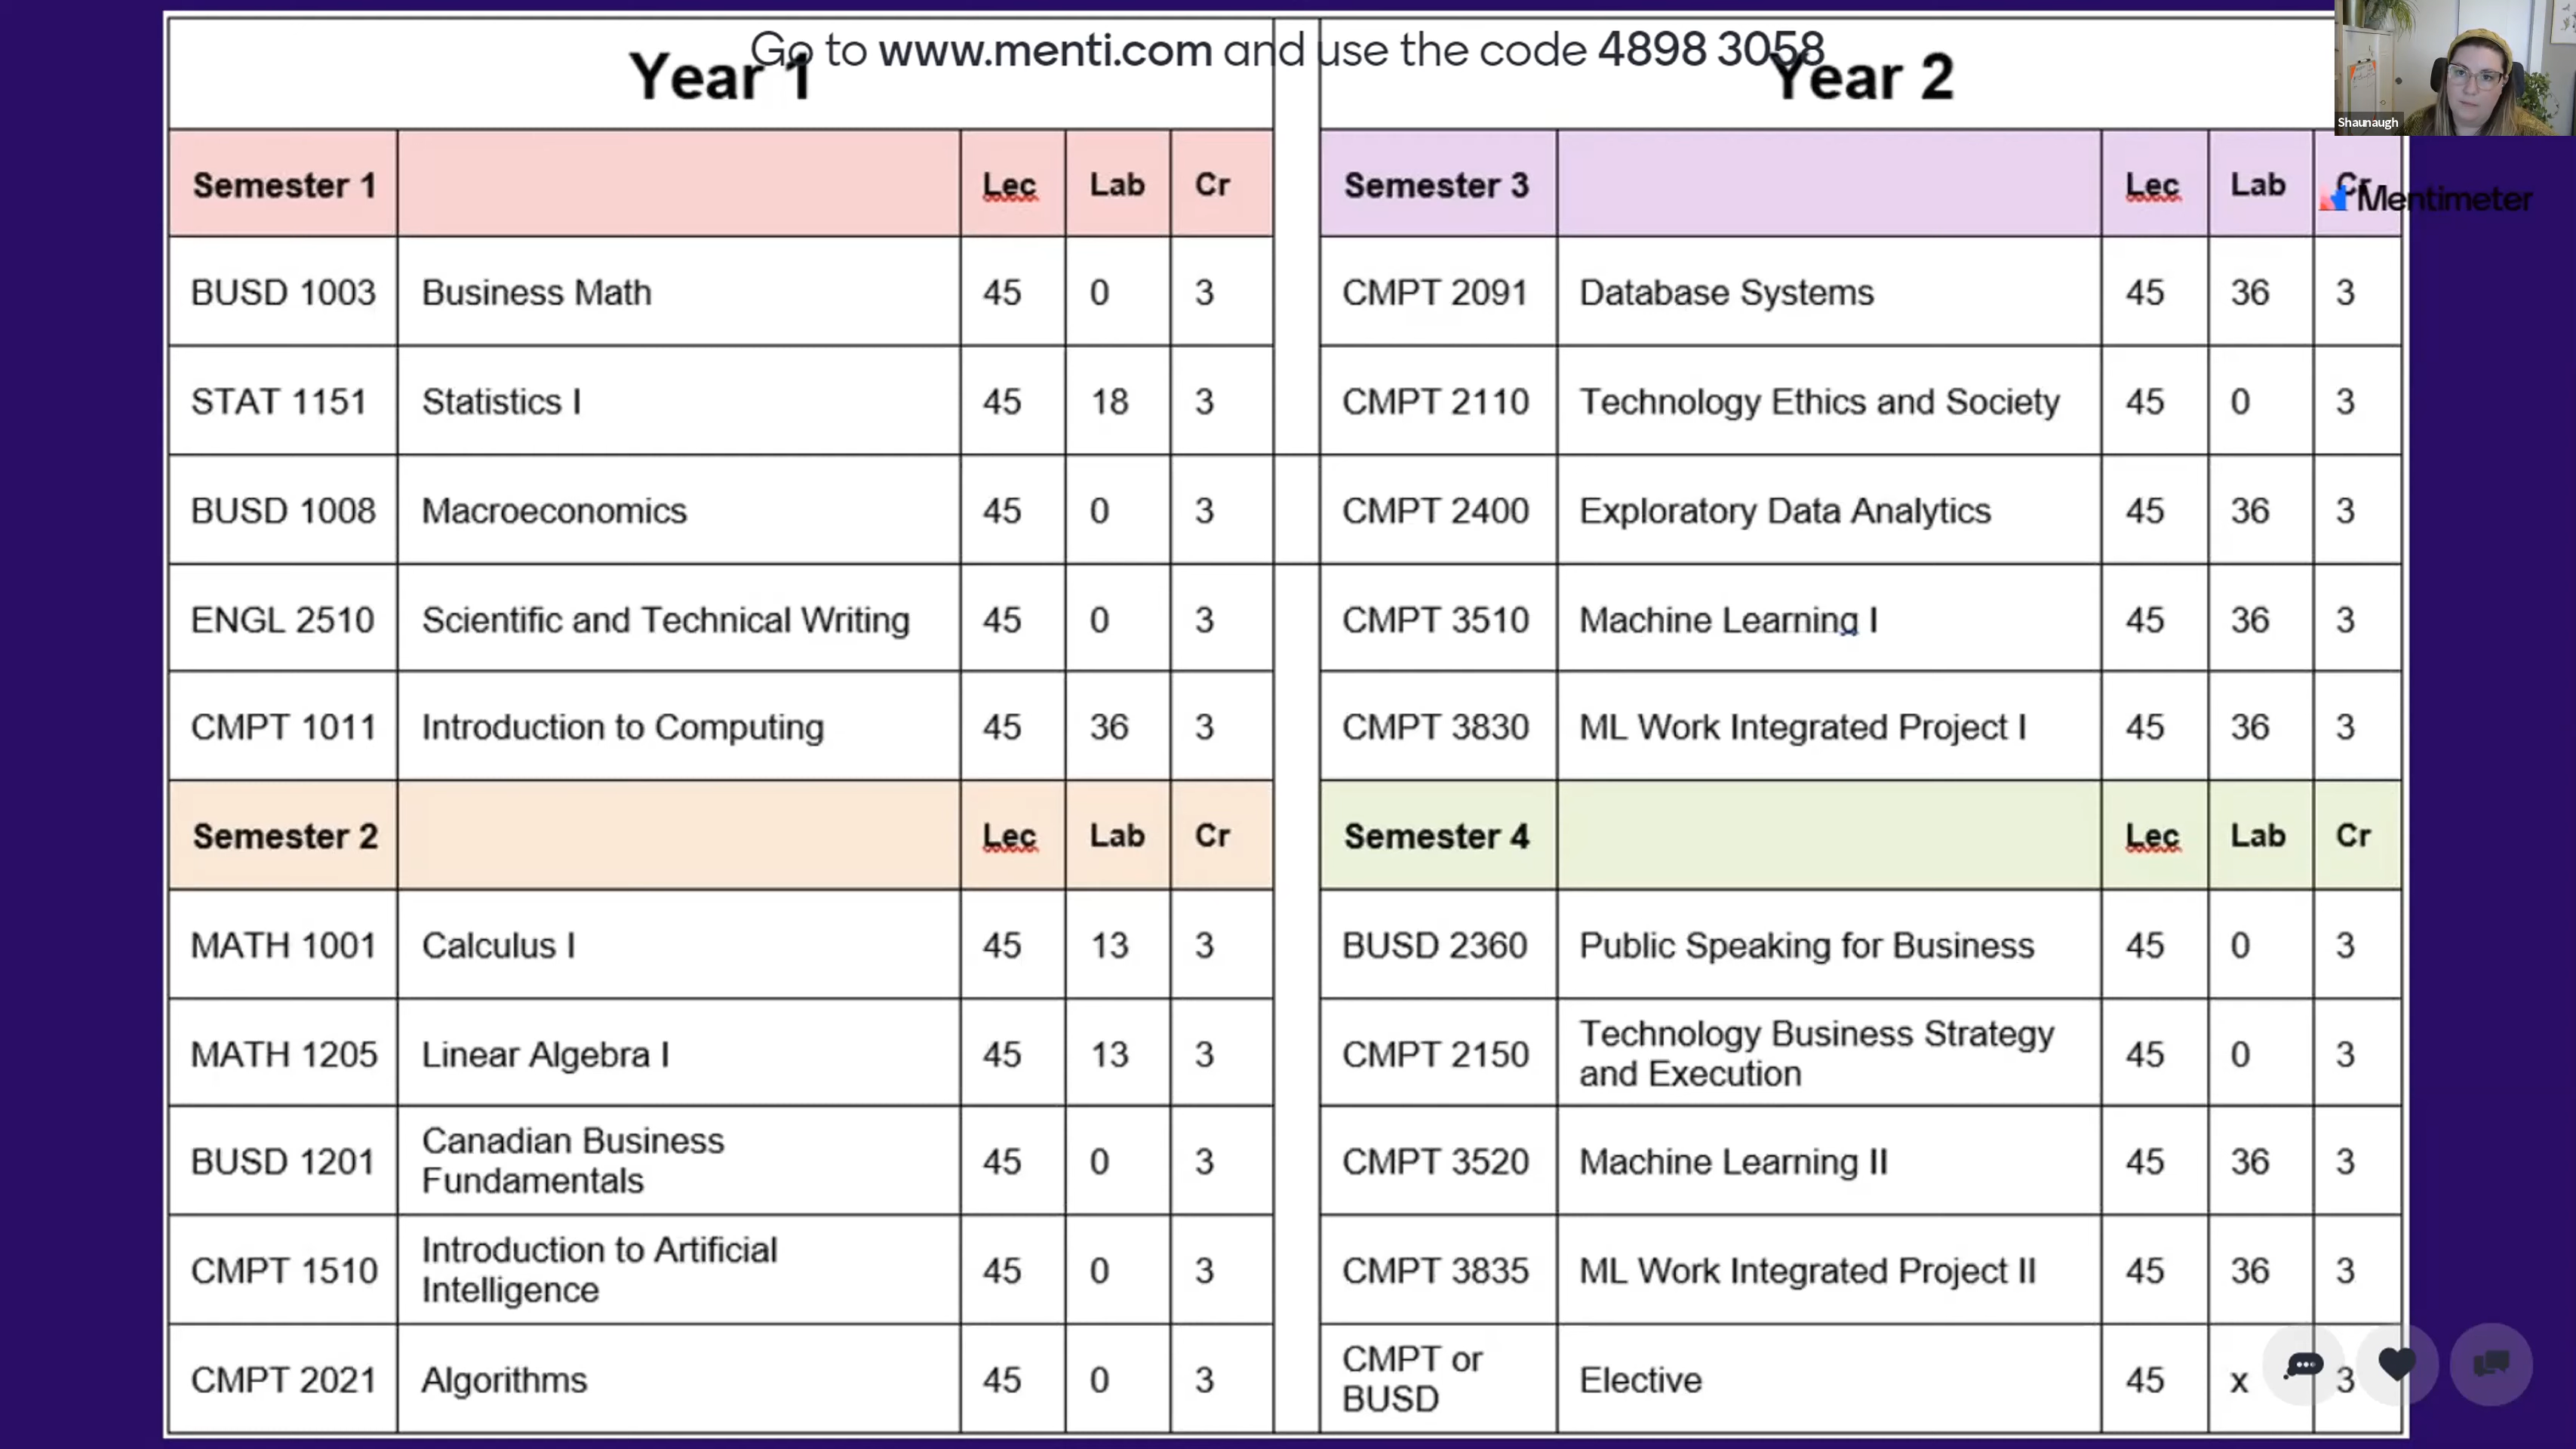 Go to www.menti.com and use the code 4898 3058
Year 1
Year 2
Shaunaugh
Mentimeter
Semester 1 Lec Lab Cr
BUSD 1003 Business Math 45 0 3
STAT 1151 Statistics I 45 18 3
BUSD 1008 Macroeconomics 45 0 3
ENGL 2510 Scientific and Technical Writing 45 0 3
CMPT 1011 Introduction to Computing 45 36 3
Semester 2 Lec Lab Cr
MATH 1001 Calculus I 45 13 3
MATH 1205 Linear Algebra I 45 13 3
BUSD 1201 Canadian Business
Fundamentals 45 0 3
CMPT 1510 Introduction to Artificial
Intelligence 45 0 3
CMPT 2021 Algorithms 45 0 3
Semester 3 Lec Lab Cr
CMPT 2091 Database Systems 45 36 3
CMPT 2110 Technology Ethics and Society 45 0 3
CMPT 2400 Exploratory Data Analytics 45 36 3
CMPT 3510 Machine Learning I 45 36 3
CMPT 3830 ML Work Integrated Project I 45 36 3
Semester 4 Lec Lab Cr
BUSD 2360 Public Speaking for Business 45 0 3
CMPT 2150 Technology Business Strategy
and Execution 45 0 3
CMPT 3520 Machine Learning II 45 36 3
CMPT 3835 ML Work Integrated Project II 45 36 3
CMPT or
BUSD Elective 45 x 3